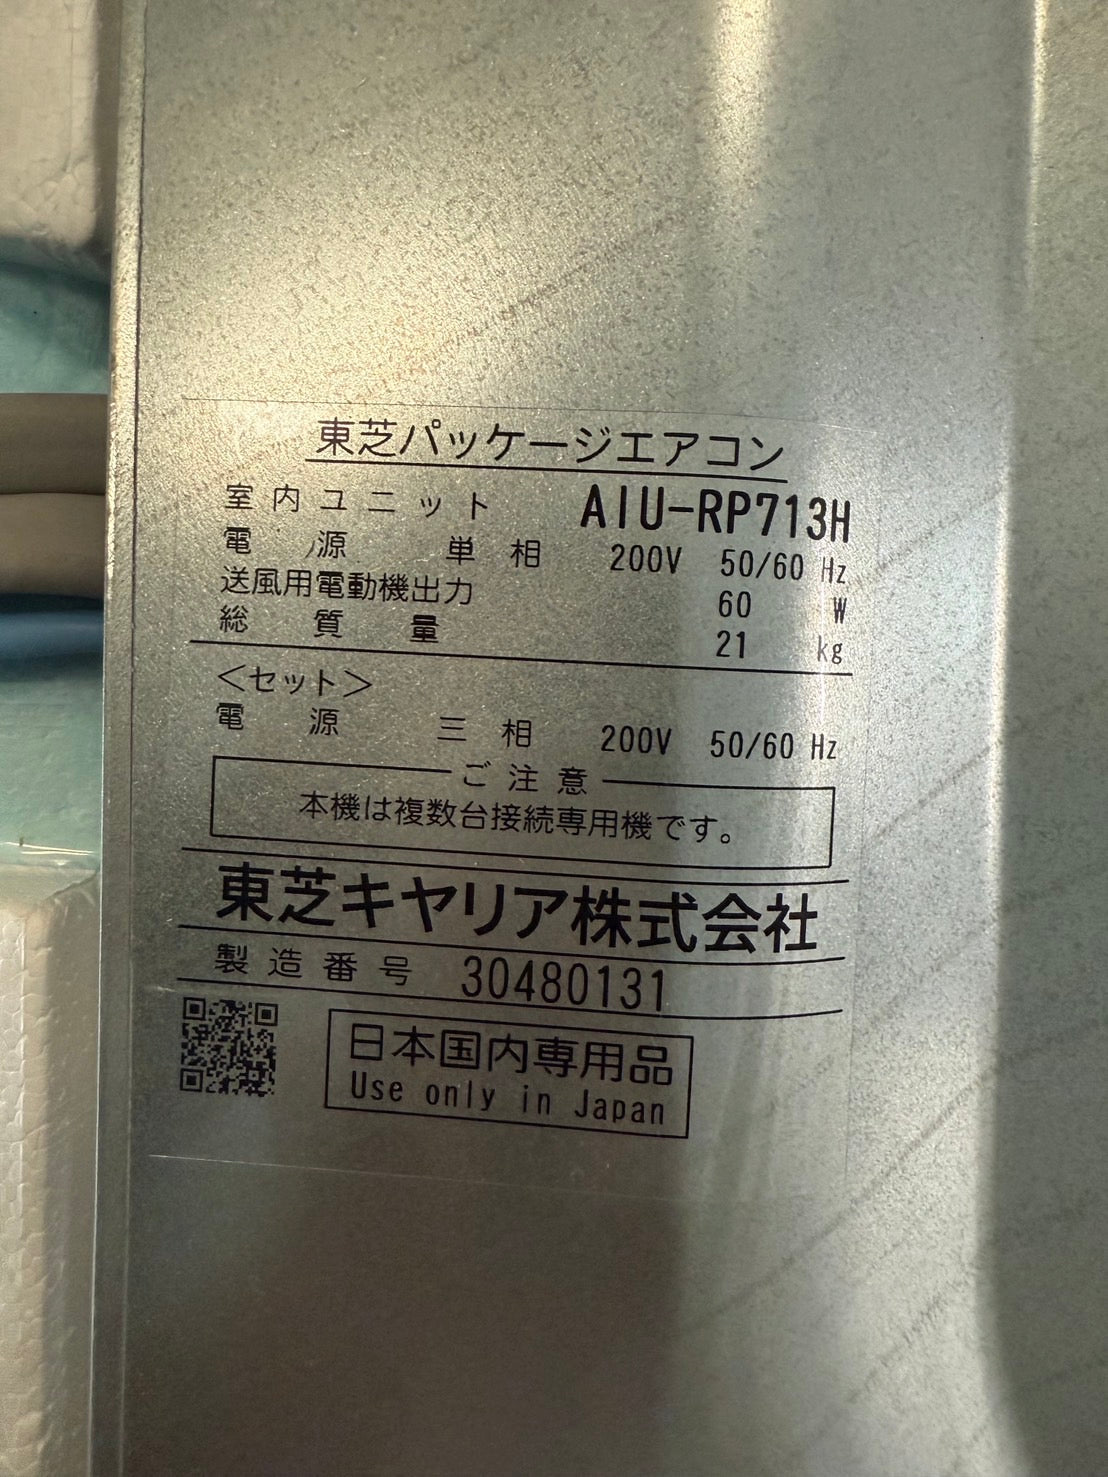 東芝パッケージエアコン
室内ユニット AIU-RP713H
電源 単相 200V 50/60 Hz
送風用電動機出力 60 W
総質量 21 kg
＜セット＞
電源 三相 200V 50/60 Hz
ご注意
本機は複数台接続専用機です。
東芝キヤリア株式会社
製造番号 30480131
日本国内専用品
Use only in Japan